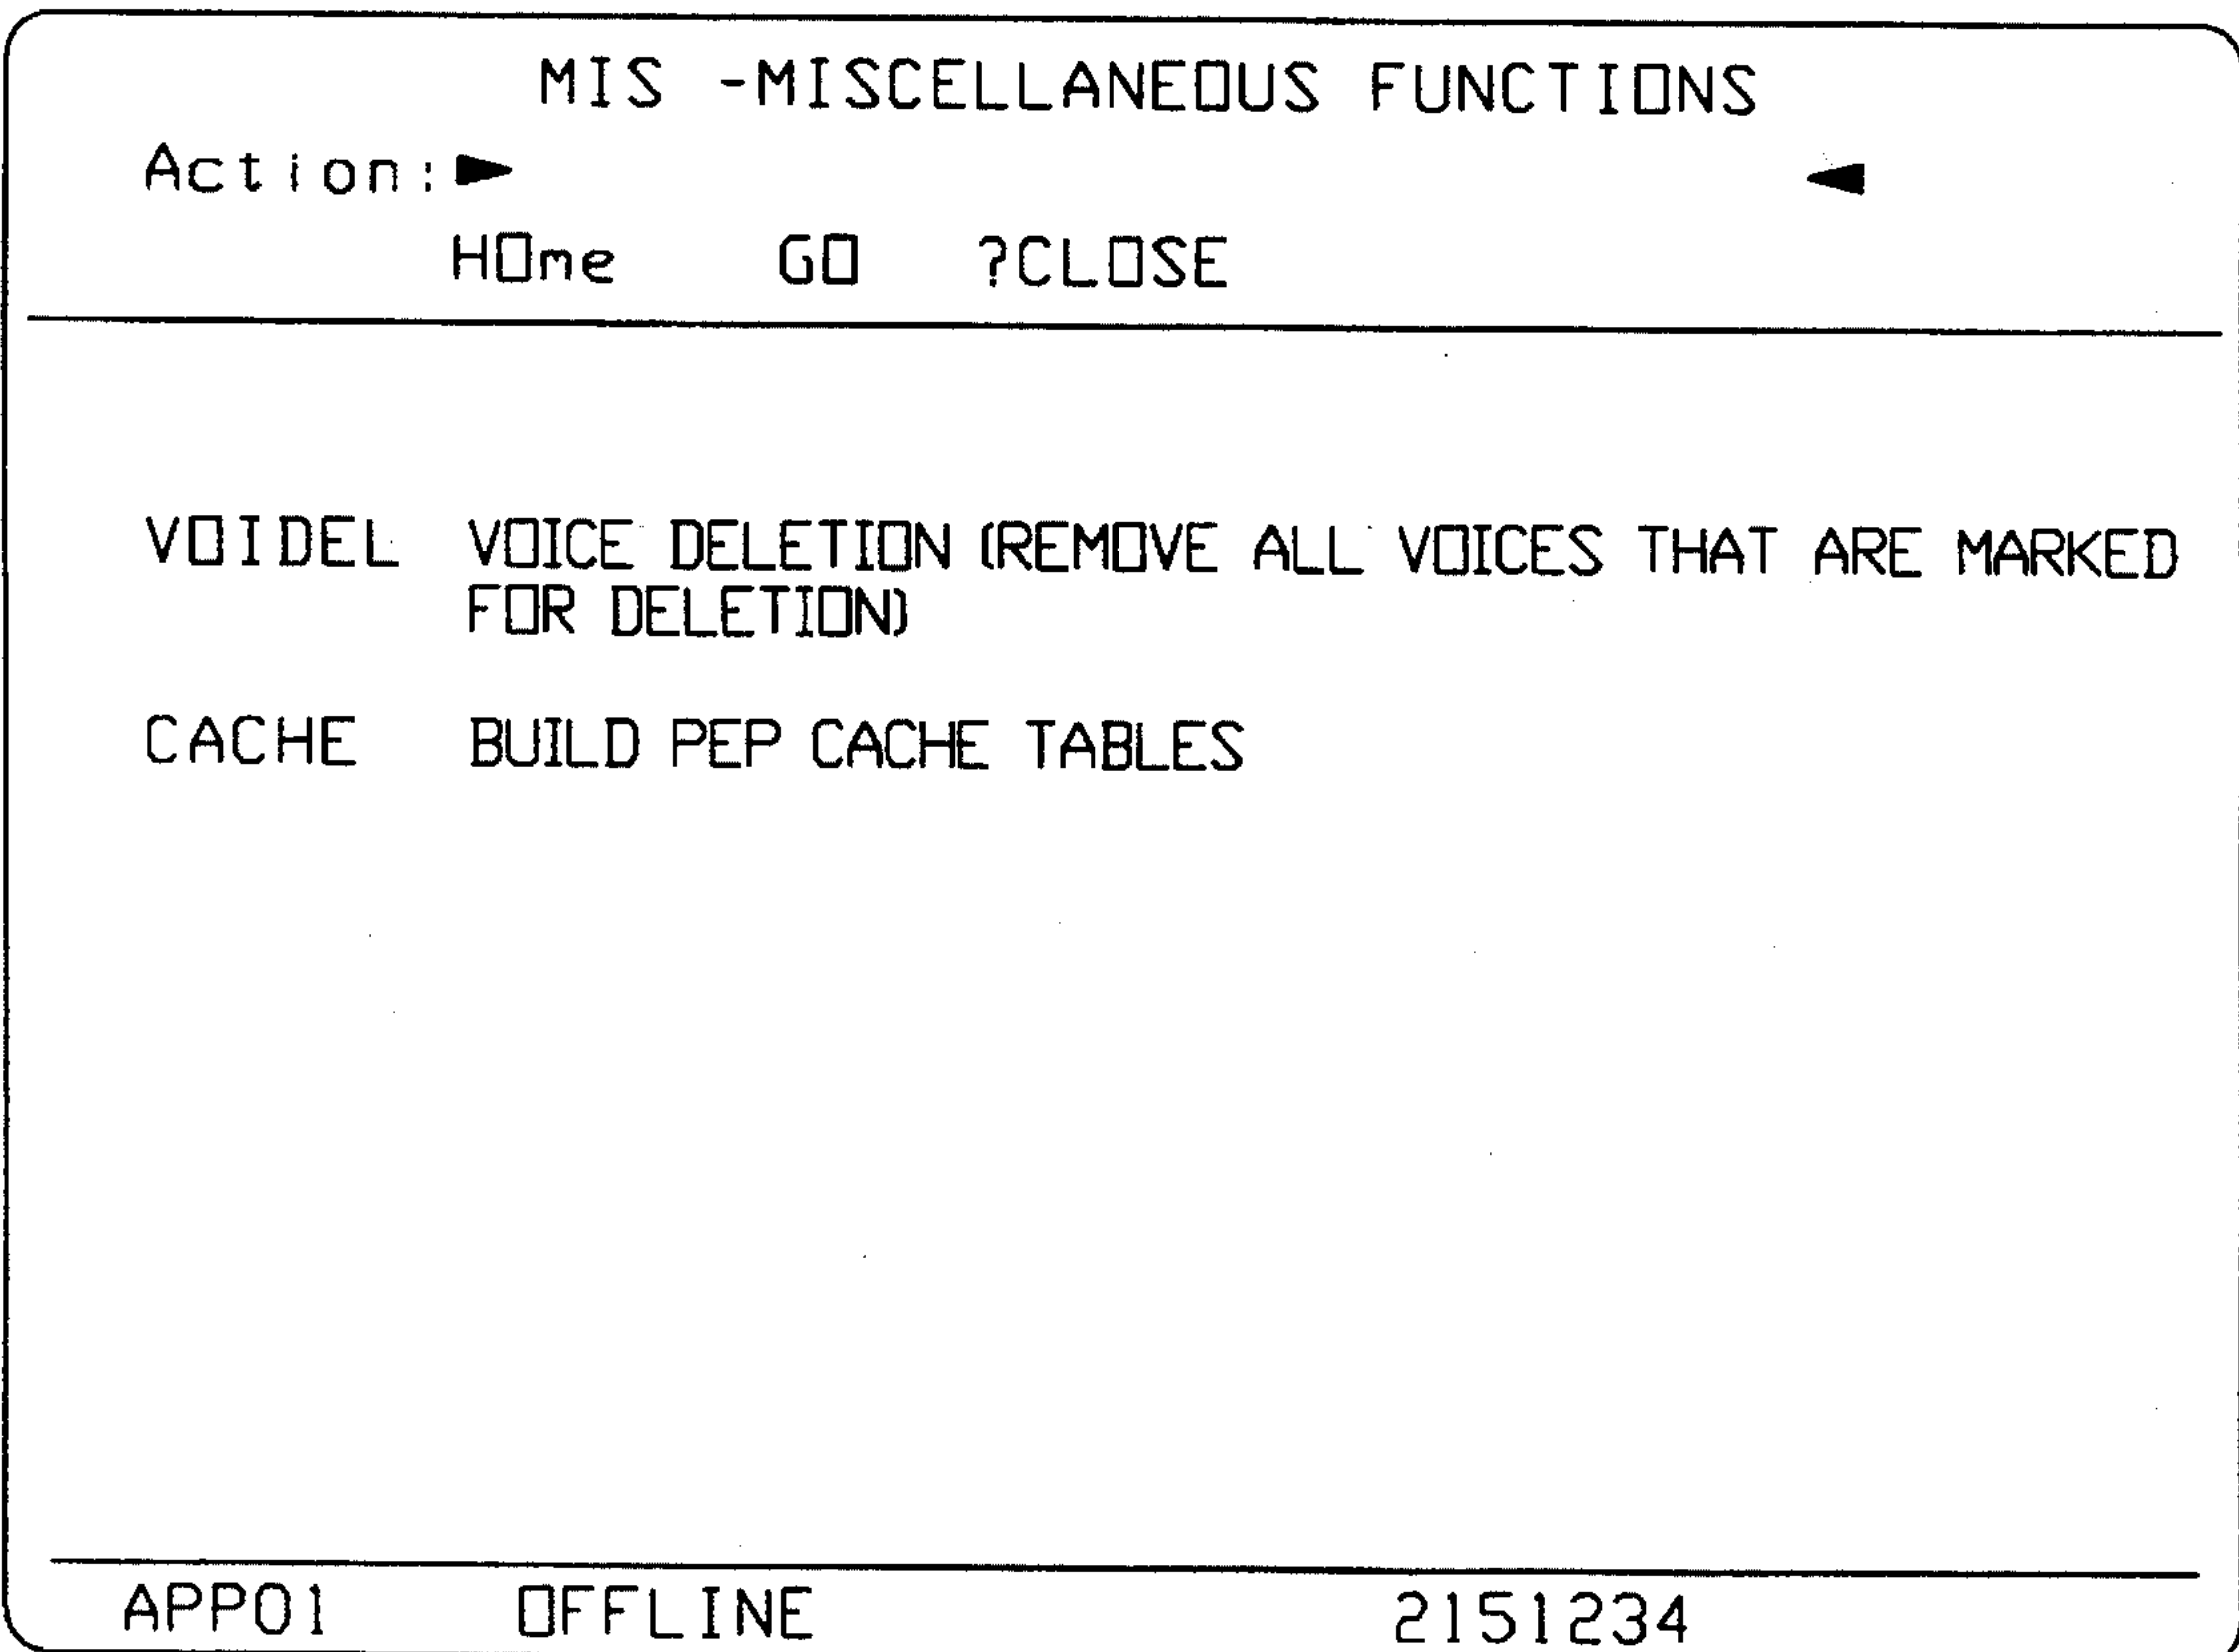 MIS -MISCELLANEOUS FUNCTIONS
Action:►                    ◄
HOme GO ?CLOSE
VOIDEL VOICE DELETION (REMOVE ALL VOICES THAT ARE MARKED
FOR DELETION)
CACHE BUILD PEP CACHE TABLES
APP01 OFFLINE 2151234